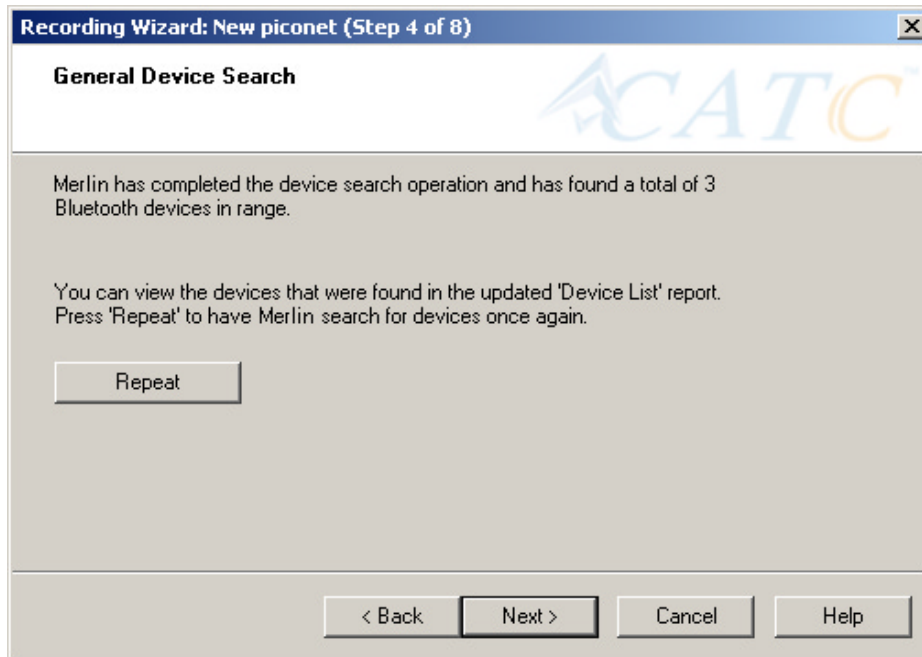 Recording Wizard: New piconet (Step 4 of 8)
General Device Search
CATC
Merlin has completed the device search operation and has found a total of 3
Bluetooth devices in range.
You can view the devices that were found in the updated 'Device List' report.
Press 'Repeat' to have Merlin search for devices once again.
Repeat
< Back Next > Cancel Help